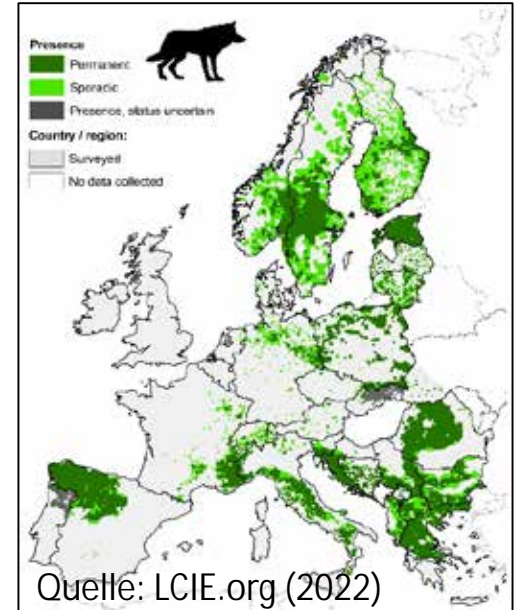 Presence
Permanent
Sporadic
Presence, status uncertain
Country / region:
Surveyed
No data collected
Quelle: LCIE.org (2022)